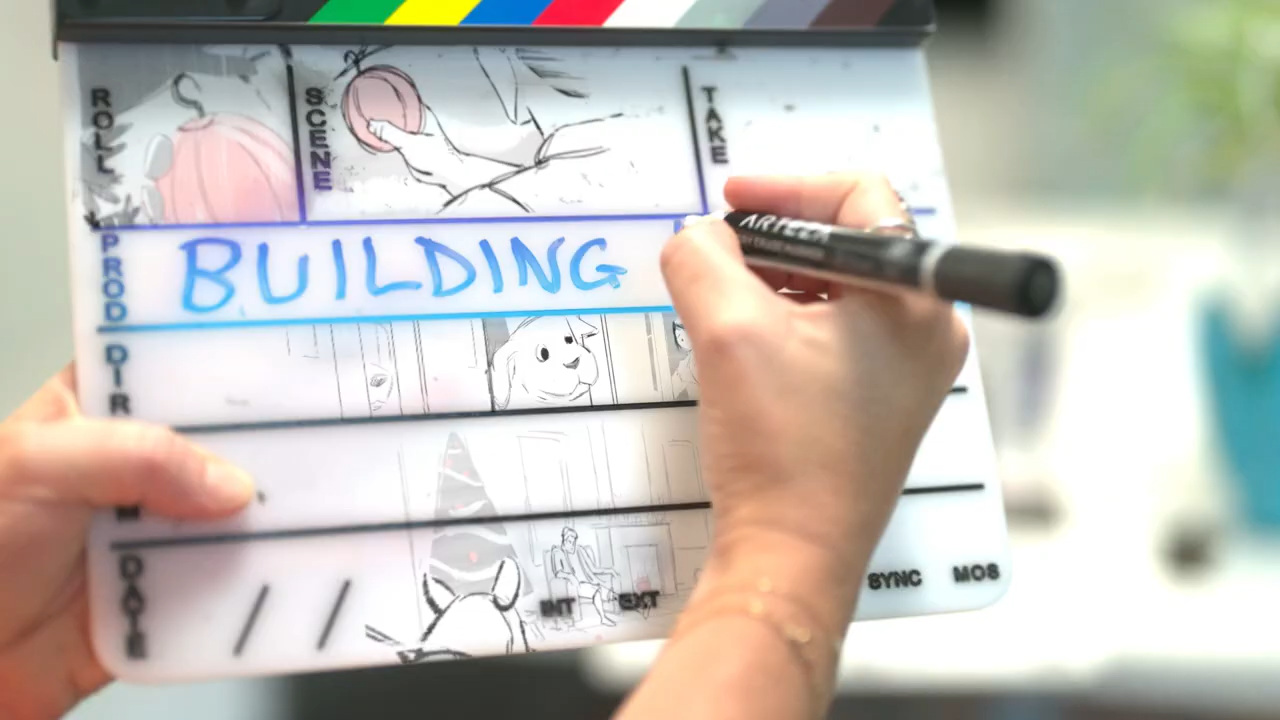 ROLL
SCENE
TAKE
PROD
BUILDING
ARTEZA
DIR
DATE
/ /
INT EXT
SYNC MOS